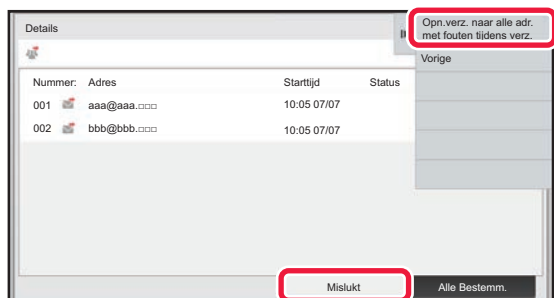 Details
Opn.verz. naar alle adr.
met fouten tijdens verz.
Vorige
Nummer: Adres Starttijd Status
001 aaa@aaa.□□□ 10:05 07/07
002 bbb@bbb.□□□ 10:05 07/07
Mislukt Alle Bestemm.